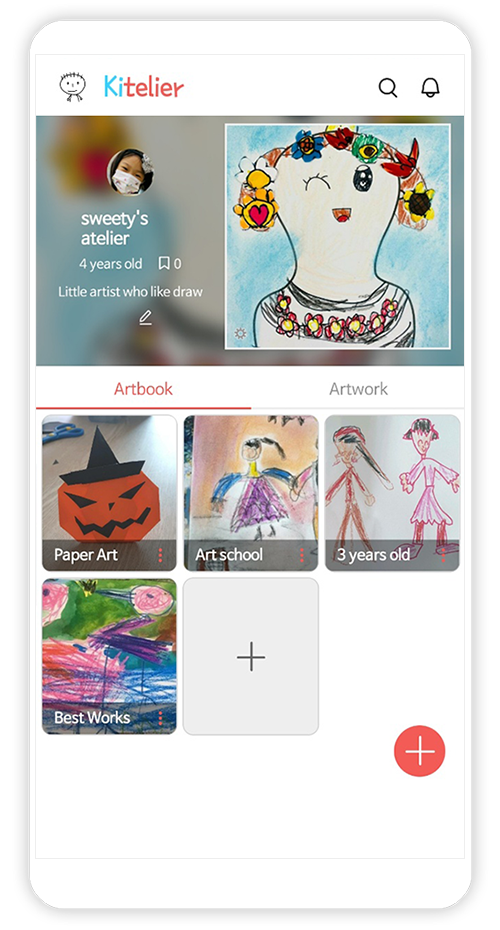 Kitelier
sweety's
atelier
4 years old 0
Little artist who like draw
Artbook Artwork
Paper Art Art school 3 years old
Best Works